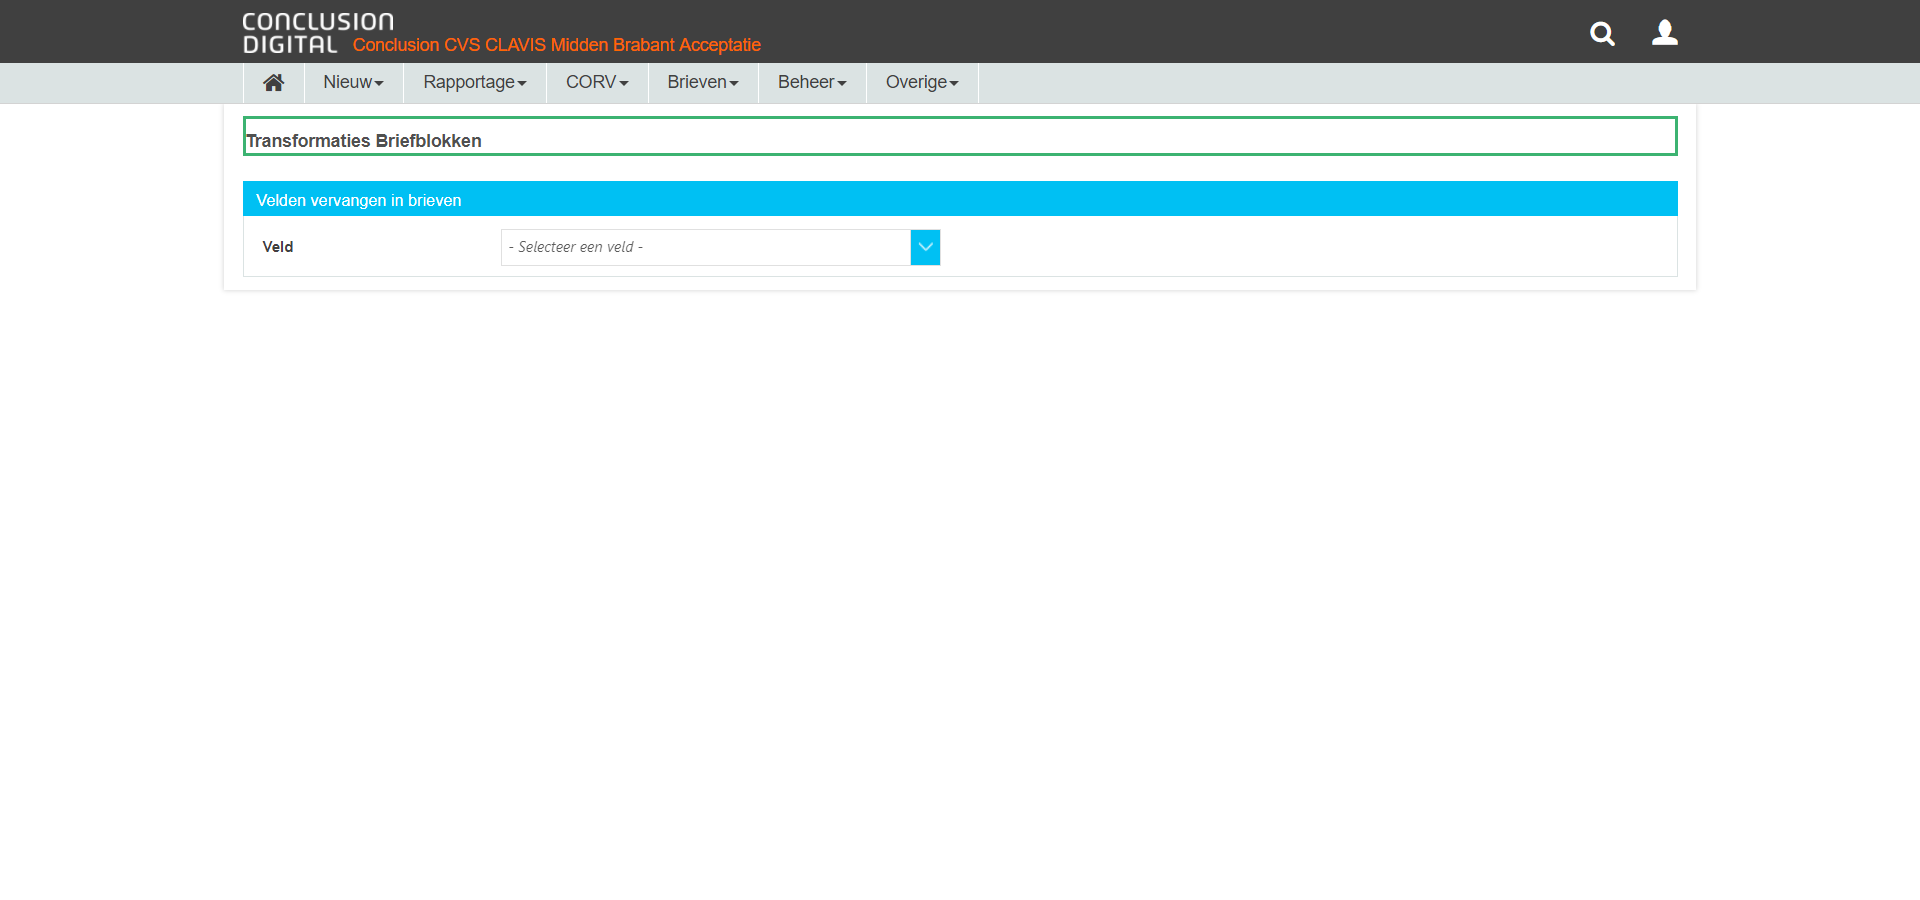 CONCLUSION
DIGITAL Conclusion CVS CLAVIS Midden Brabant Acceptatie
Nieuw Rapportage CORV Brieven Beheer Overige
Transformaties Briefblokken
Velden vervangen in brieven
Veld - Selecteer een veld -